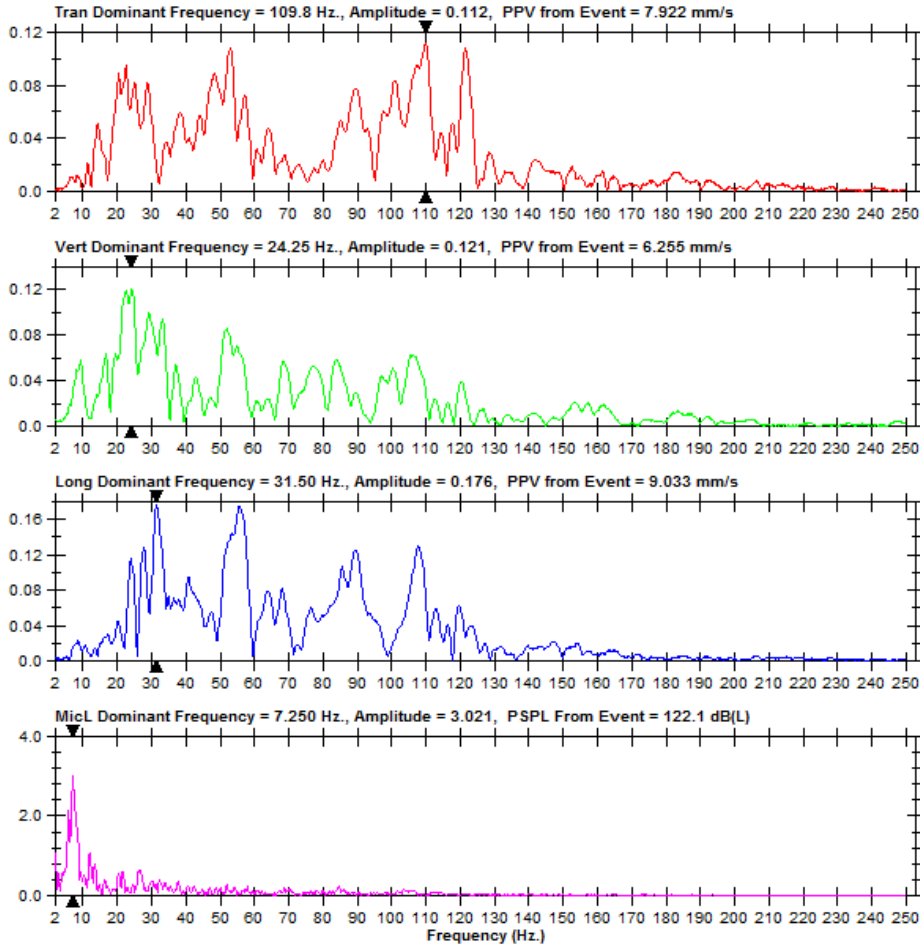 Tran Dominant Frequency = 109.8 Hz., Amplitude = 0.112, PPV from Event = 7.922 mm/s
0.12
0.08
0.04
0.0
2 10 20 30 40 50 60 70 80 90 100 110 120 130 140 150 160 170 180 190 200 210 220 230 240 250
Vert Dominant Frequency = 24.25 Hz., Amplitude = 0.121, PPV from Event = 6.255 mm/s
0.12
0.08
0.04
0.0
2 10 20 30 40 50 60 70 80 90 100 110 120 130 140 150 160 170 180 190 200 210 220 230 240 250
Long Dominant Frequency = 31.50 Hz., Amplitude = 0.176, PPV from Event = 9.033 mm/s
0.16
0.12
0.08
0.04
0.0
2 10 20 30 40 50 60 70 80 90 100 110 120 130 140 150 160 170 180 190 200 210 220 230 240 250
MicL Dominant Frequency = 7.250 Hz., Amplitude = 3.021, PSPL From Event = 122.1 dB(L)
4.0
2.0
0.0
2 10 20 30 40 50 60 70 80 90 100 110 120 130 140 150 160 170 180 190 200 210 220 230 240 250
Frequency (Hz.)